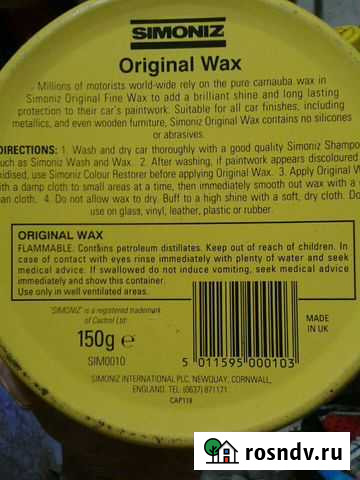 SIMONIZ
Original Wax
Millions of motorists world-wide rely on the pure carnauba wax in
Simoniz Original Fine Wax to add a brilliant shine and long lasting
protection to their car's paintwork. Suitable for all car finishes, including
metallics, and even wooden furniture, Simoniz Original Wax contains no silicones
or abrasives.
DIRECTIONS: 1. Wash and dry car thoroughly with a good quality Simoniz Shampoo
such as Simoniz Wash and Wax. 2. After washing, if paintwork appears discoloured
oxidised, use Simoniz Colour Restorer before applying Original Wax. 3. Apply Original W
with a damp cloth to small areas at a time, then immediately smooth out wax with a
an cloth. 4. Do not allow wax to dry. Buff to a high shine with a soft, dry cloth. Do
use on glass, vinyl, leather, plastic or rubber.
ORIGINAL WAX
FLAMMABLE: Contains petroleum distillates. Keep out of reach of children. In
case of contact with eyes rinse immediately with plenty of water and seek
medical advice. If swallowed do not induce vomiting, seek medical advice
immediately and show this container.
Use only in well ventilated areas.
'SIMONIZ' is a registered trademark
of Castrol Ltd
150g e
SIM0010
5 011595 000103
MADE
IN UK
SIMONIZ INTERNATIONAL PLC. NEWQUAY, CORNWALL,
ENGLAND. TEL: (0637) 871171
CAP118
rosndv.ru